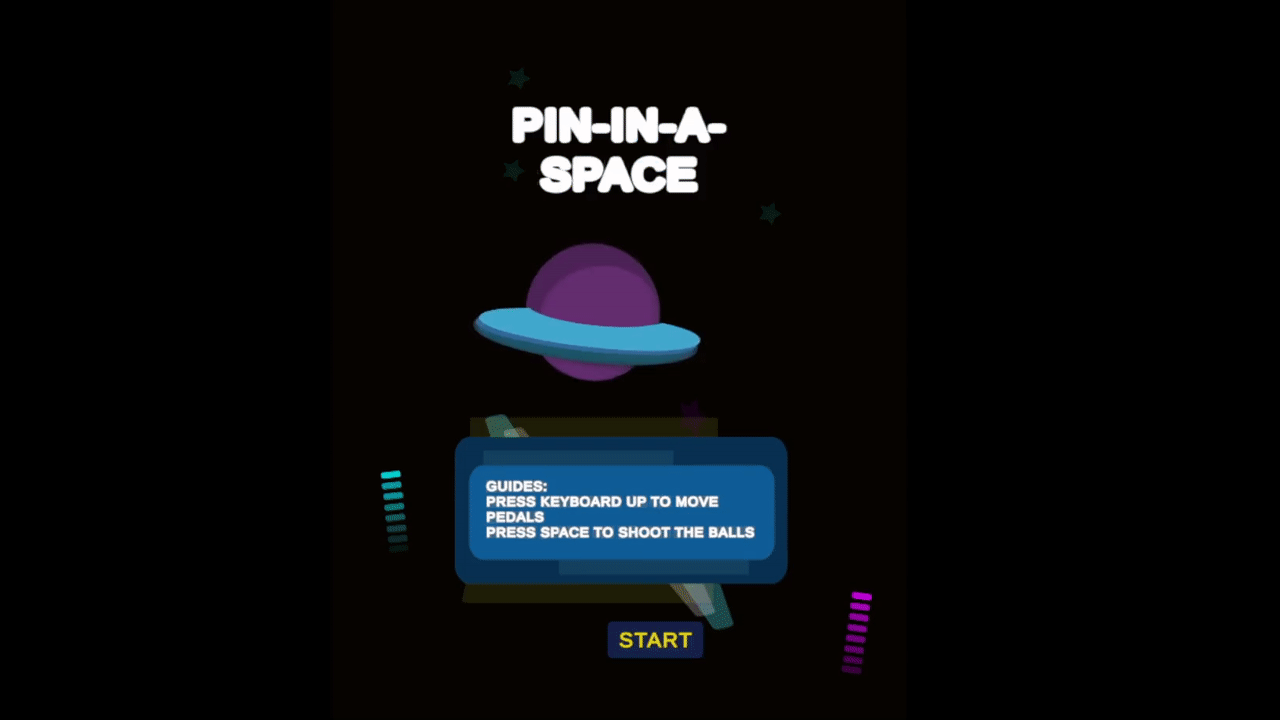 PIN-IN-A-
SPACE
GUIDES:
PRESS KEYBOARD UP TO MOVE
PEDALS
PRESS SPACE TO SHOOT THE BALLS
START